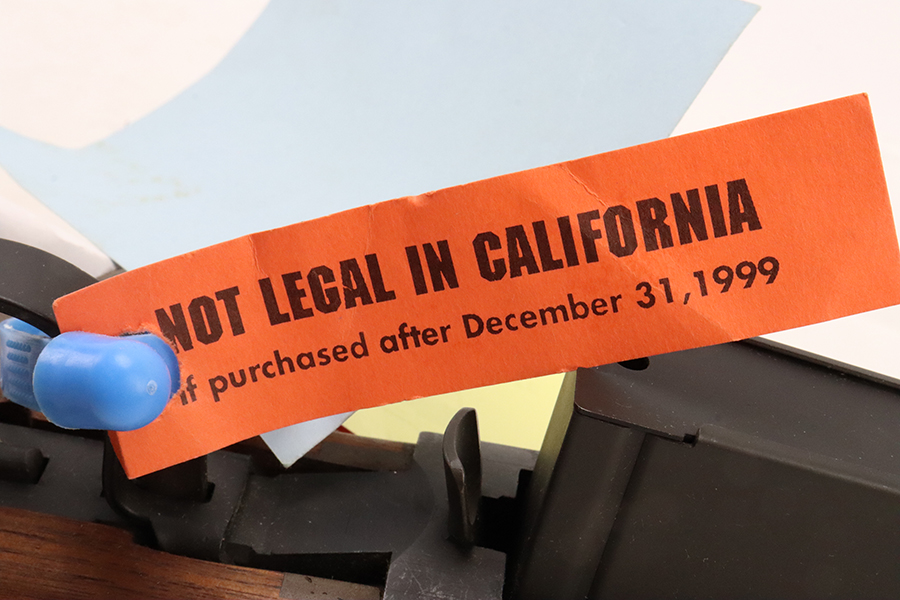 NOT LEGAL IN CALIFORNIA
if purchased after December 31,1999